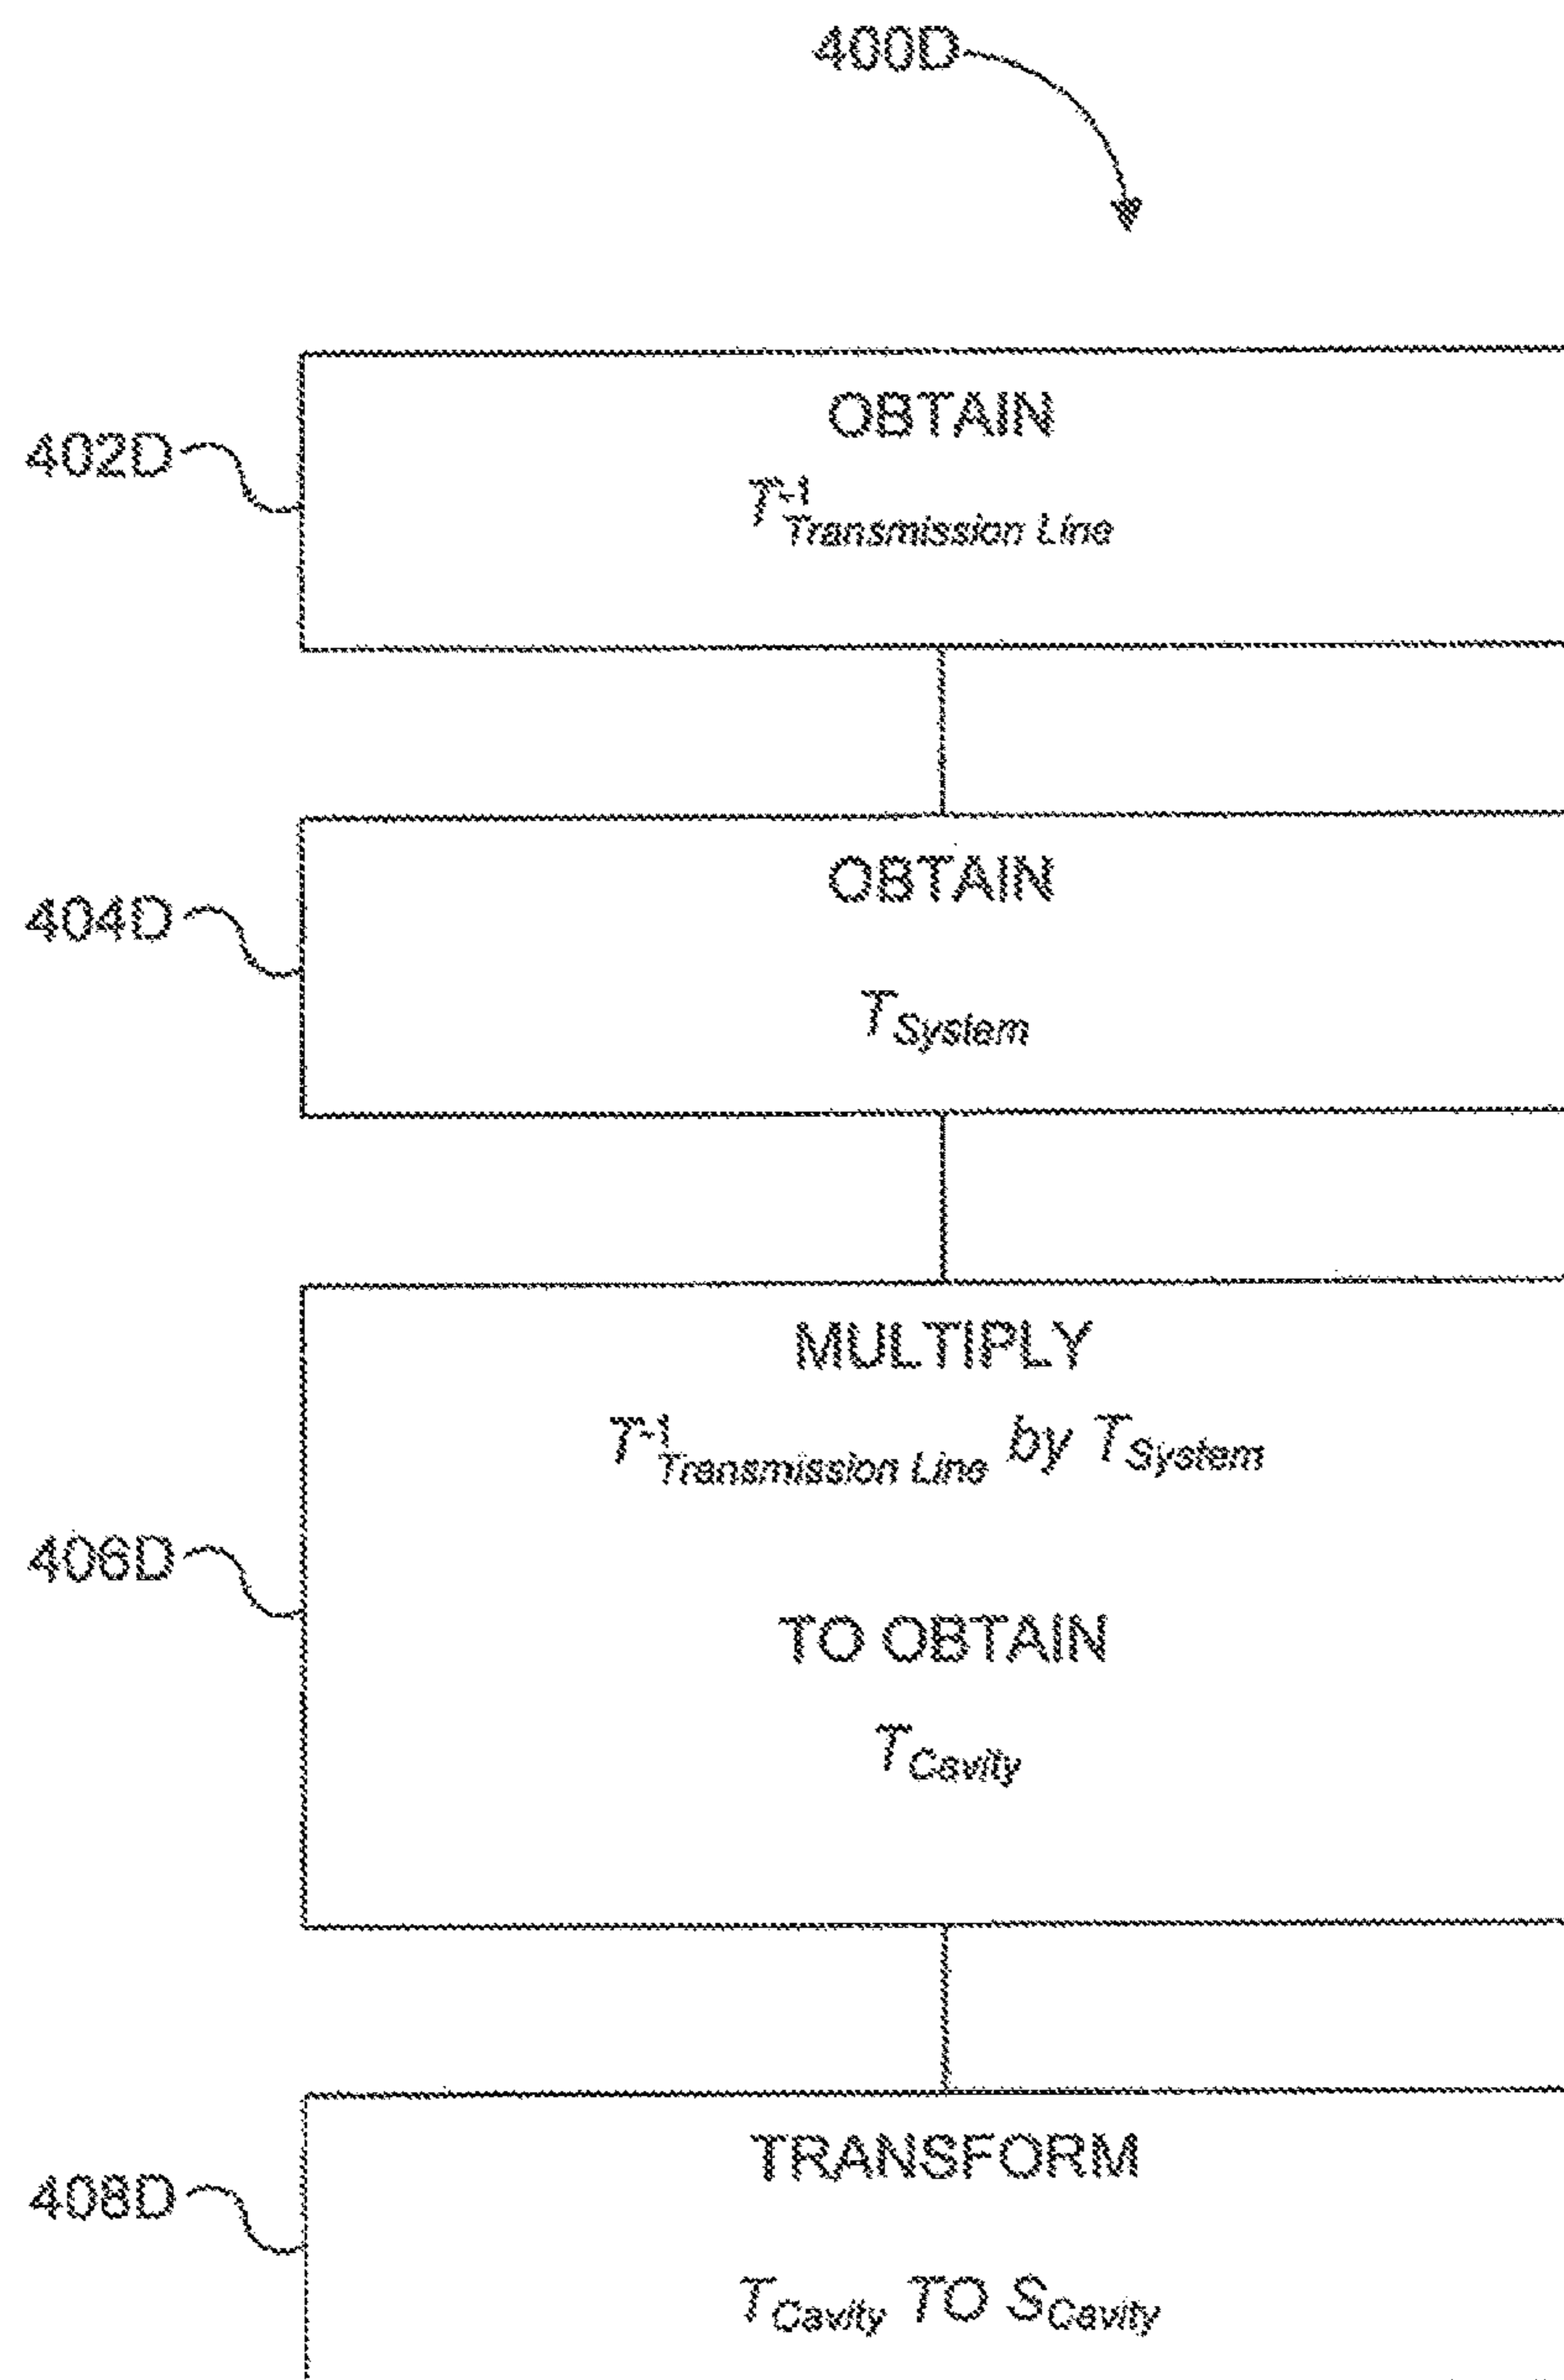 400D
OBTAIN
402D
T⁻¹Transmission Line
OBTAIN
404D
TSystem
MULTIPLY
T⁻¹Transmission Line by TSystem
406D
TO OBTAIN
TCavity
TRANSFORM
408D
TCavity TO SCavity